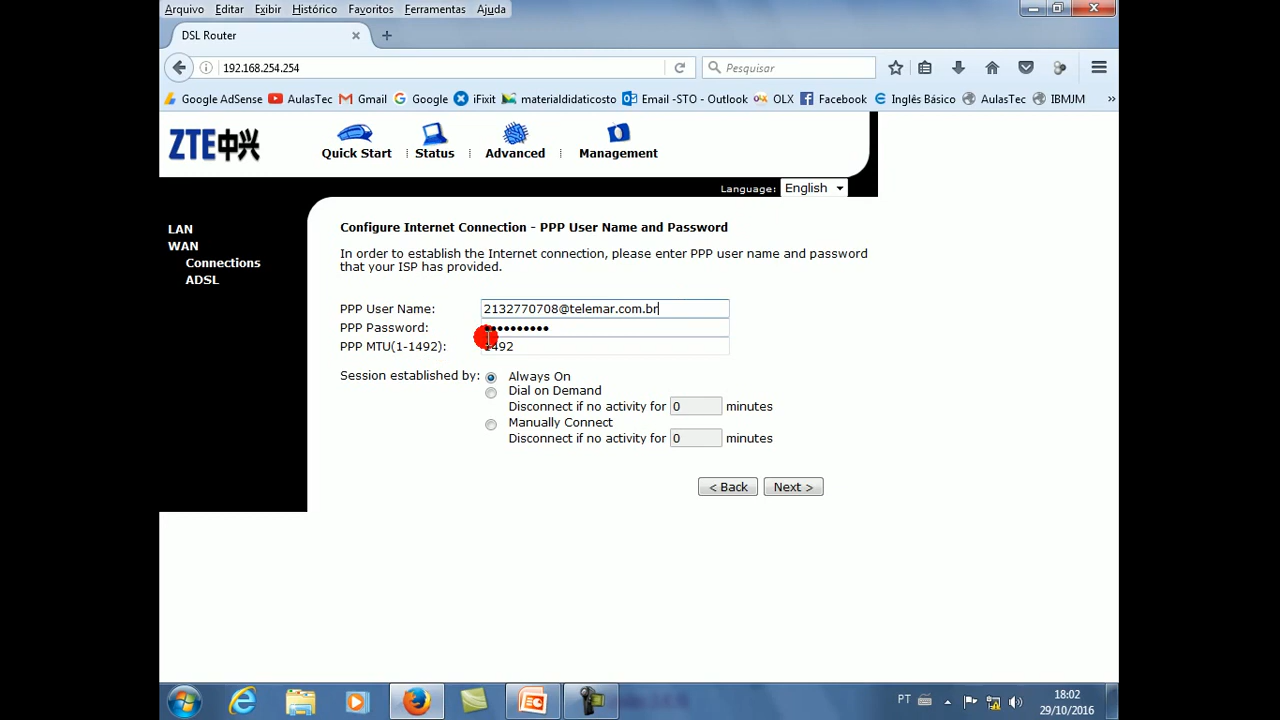 Arquivo Editar Exibir Histórico Favoritos Ferramentas Ajuda
DSL Router
192.168.254.254
Pesquisar
Google AdSense AulasTec Gmail Google iFixit materialdidaticosto Email -STO - Outlook OLX Facebook Inglês Básico AulasTec IBMJM
ZTE中兴
Quick Start Status Advanced Management
Language: English
LAN
WAN
Connections
ADSL
Configure Internet Connection - PPP User Name and Password
In order to establish the Internet connection, please enter PPP user name and password
that your ISP has provided.
PPP User Name: 2132770708@telemar.com.br
PPP Password: ●●●●●●●●●●
PPP MTU(1-1492): 1492
Session established by: Always On
Dial on Demand
Disconnect if no activity for 0 minutes
Manually Connect
Disconnect if no activity for 0 minutes
< Back Next >
PT 18:02
29/10/2016